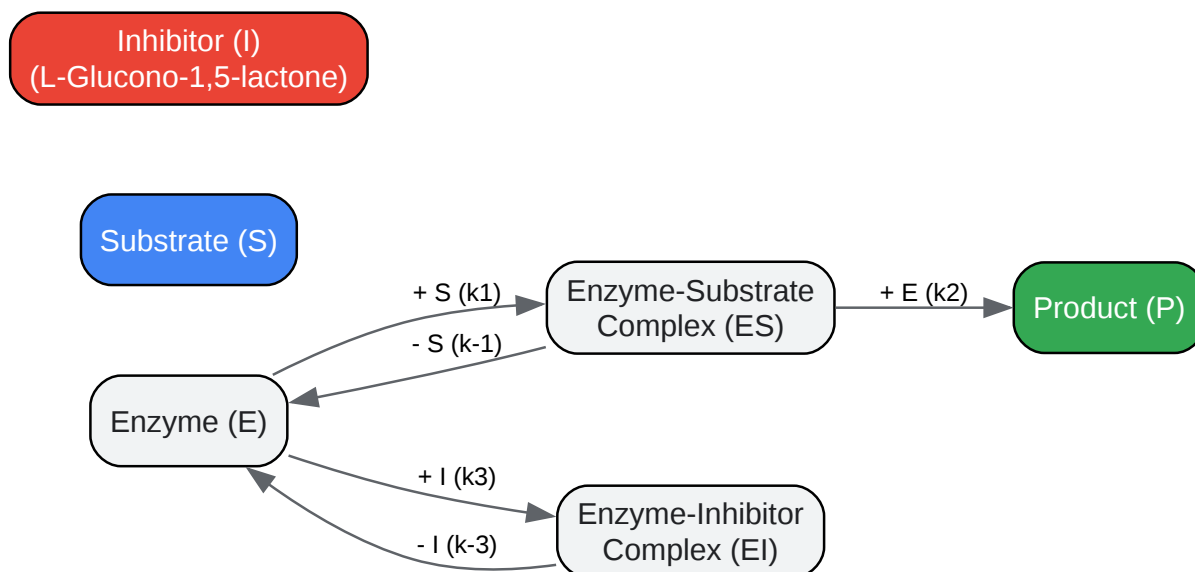 Inhibitor (I)
(L-Glucono-1,5-lactone)
Substrate (S)
+ S (k1)
Enzyme-Substrate
Complex (ES)
+ E (k2)
Product (P)
- S (k-1)
Enzyme (E)
+ I (k3)
Enzyme-Inhibitor
Complex (EI)
- I (k-3)